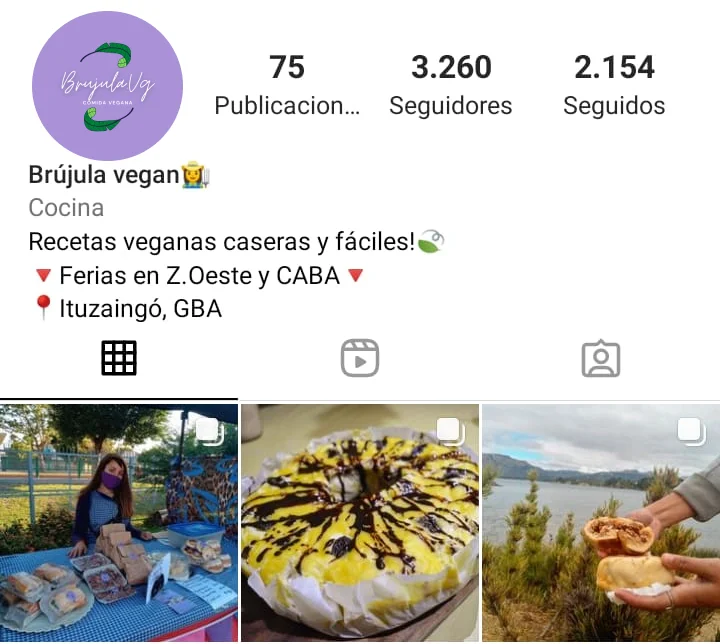 BrújulaVg
COMIDA VEGANA
75
3.260
2.154
Publicacion...
Seguidores
Seguidos
Brújula vegan👩‍🌾
Cocina
Recetas veganas caseras y fáciles!🍃
🔻Ferias en Z.Oeste y CABA🔻
📍Ituzaingó, GBA